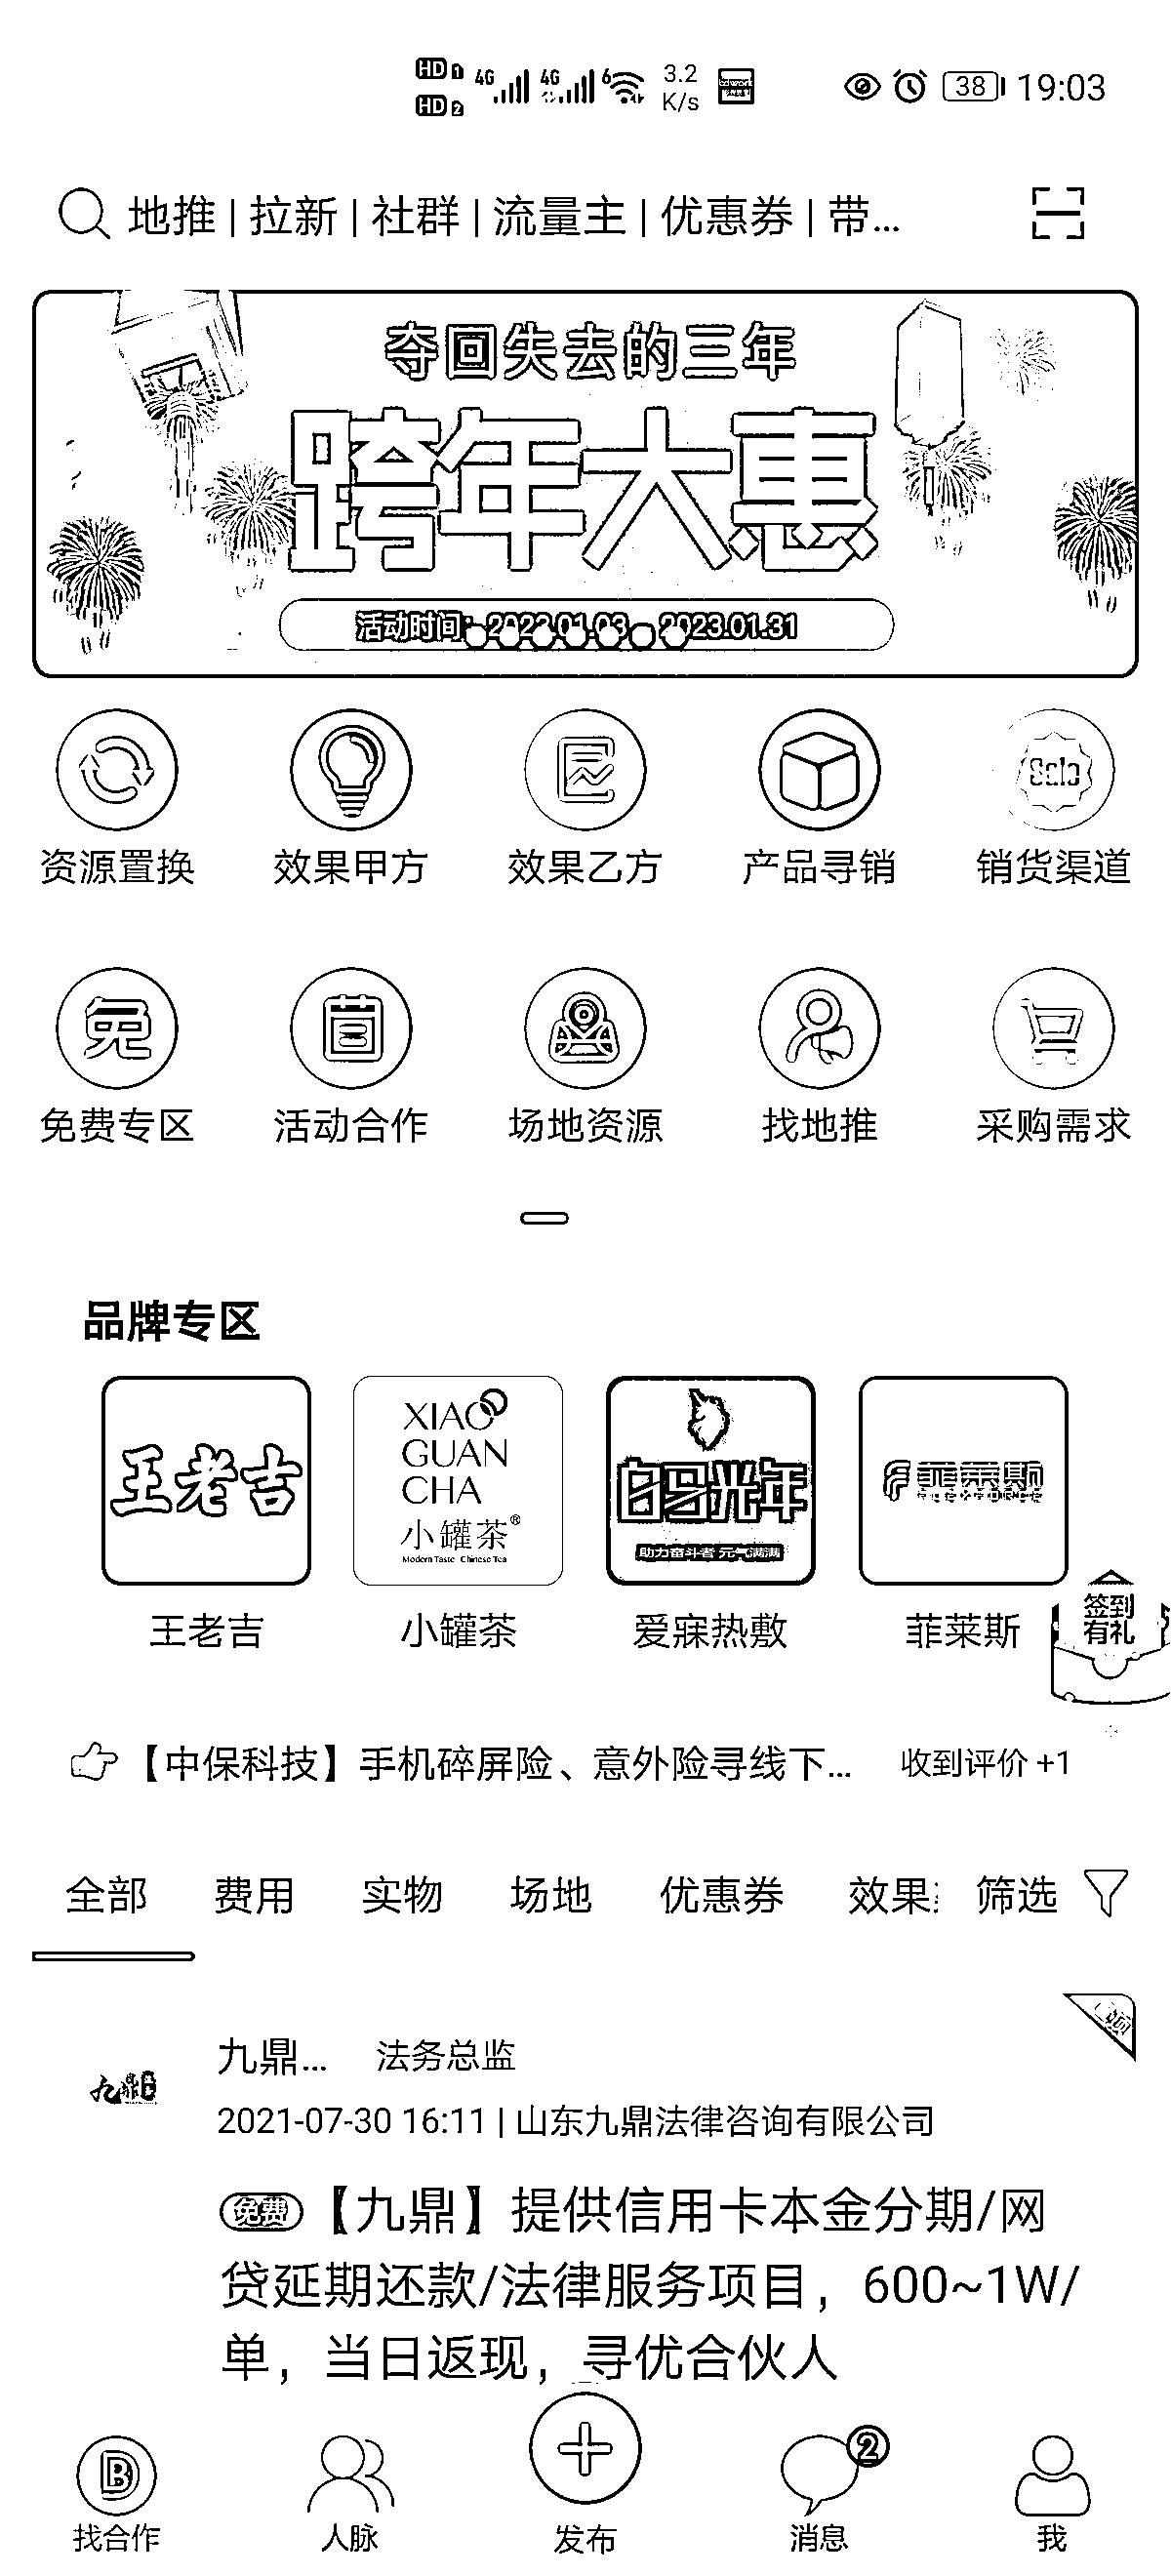 HD 1 4G 4G 6 3.2 K/s 38 19:03
HD 2
地推 | 拉新 | 社群 | 流量主 | 优惠券 | 带...
夺回失去的三年
跨年大惠
活动时间: 2023.01.03 2023.01.31
Sale
资源置换 效果甲方 效果乙方 产品寻销 销货渠道
免
免费专区 活动合作 场地资源 找地推 采购需求
品牌专区
王老吉
XIAO
GUAN
CHA
小罐茶®
Modern Taste Chinese Tea
白马光年
助力奋斗者 元气满满
菲莱斯
王老吉 小罐茶 爱寐热敷 菲莱斯
签到
有礼
【中保科技】手机碎屏险、意外险寻线下... 收到评价 +1
全部 费用 实物 场地 优惠券 效果 筛选
九鼎
九鼎... 法务总监
2021-07-30 16:11 | 山东九鼎法律咨询有限公司
免费【九鼎】提供信用卡本金分期/网
贷延期还款/法律服务项目，600~1W/
单，当日返现，寻优合伙人
B 2
找合作 人脉 发布 消息 我